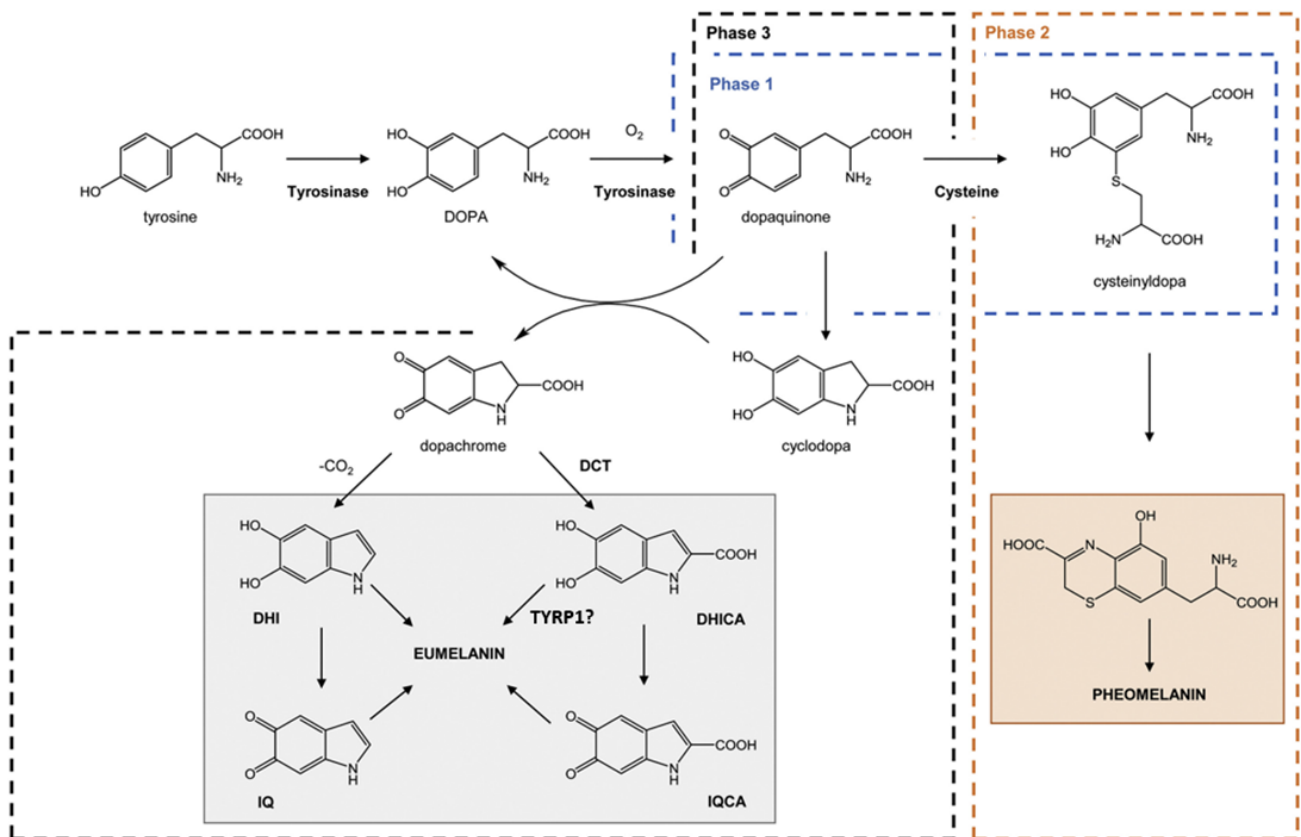 Phase 3
Phase 2
Phase 1
HO
COOH
NH₂
tyrosine
Tyrosinase
HO
HO
COOH
NH₂
DOPA
O₂
Tyrosinase
O
O
COOH
NH₂
dopaquinone
Cysteine
HO
HO
COOH
NH₂
S
H₂N
COOH
cysteinyldopa
O
O
N
H
COOH
dopachrome
HO
HO
N
H
COOH
cyclodopa
-CO₂
DCT
HO
HO
N
H
DHI
HO
HO
N
H
COOH
DHICA
TYRP1?
EUMELANIN
O
O
N
H
IQ
O
O
N
H
COOH
IQCA
OH
HOOC
N
S
NH₂
COOH
PHEOMELANIN